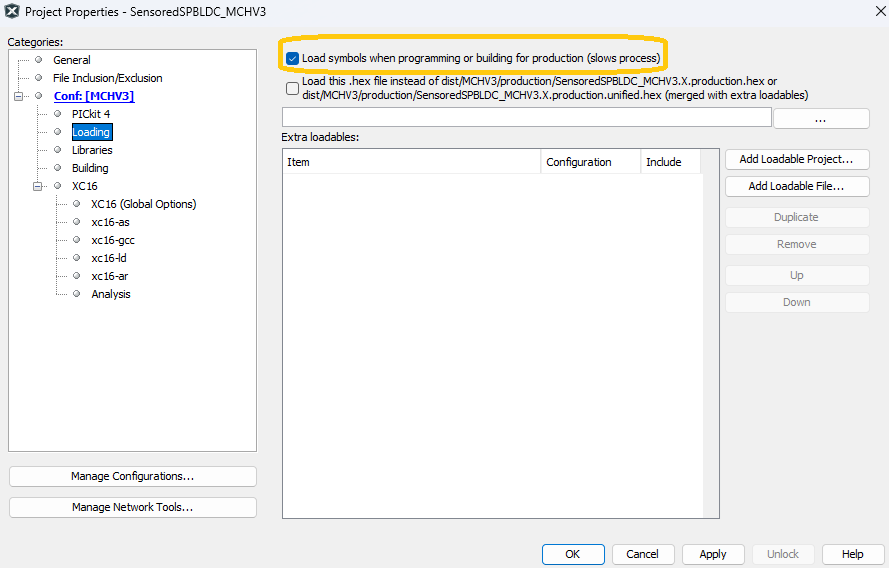 Project Properties - SensoredSPBLDC_MCHV3
Categories:
General
File Inclusion/Exclusion
Conf: [MCHV3]
PICkit 4
Loading
Libraries
Building
XC16
XC16 (Global Options)
xc16-as
xc16-gcc
xc16-ld
xc16-ar
Analysis
Manage Configurations...
Manage Network Tools...
Load symbols when programming or building for production (slows process)
Load this .hex file instead of dist/MCHV3/production/SensoredSPBLDC_MCHV3.X.production.hex or
dist/MCHV3/production/SensoredSPBLDC_MCHV3.X.production.unified.hex (merged with extra loadables)
...
Extra loadables:
Item Configuration Include
Add Loadable Project...
Add Loadable File...
Duplicate
Remove
Up
Down
OK Cancel Apply Unlock Help